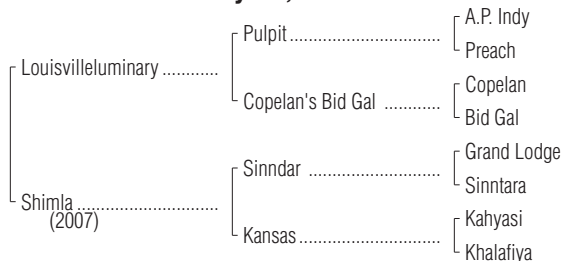 A.P. Indy
Pulpit
Preach
Louisvilleluminary
Copelan
Copelan's Bid Gal
Bid Gal
Grand Lodge
Sinndar
Sinntara
Shimla
(2007)
Kahyasi
Kansas
Khalafiya